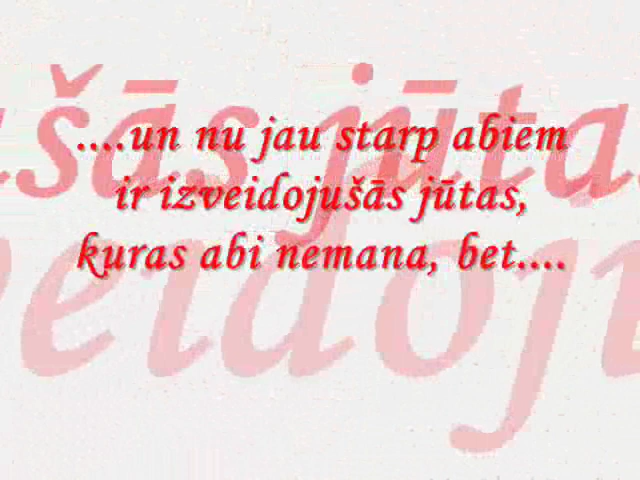 ....un nu jau starp abiem
ir izveidojušās jūtas,
kuras abi nemana, bet....